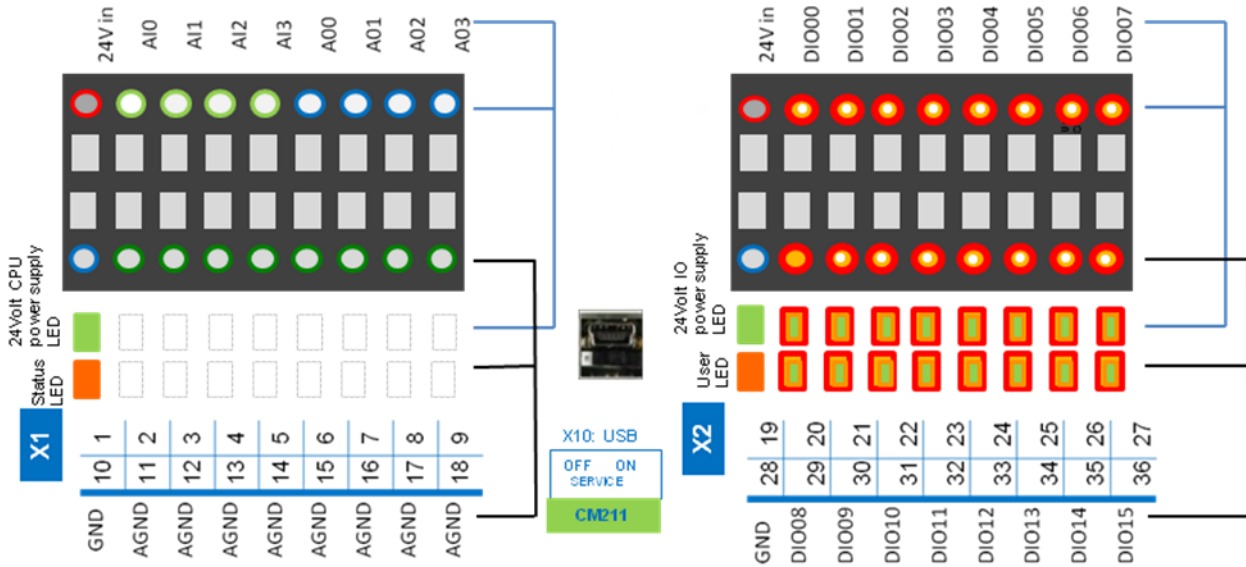 24V in
AI0
AI1
AI2
AI3
A00
A01
A02
A03
24Volt CPU
power supply
LED
Status
LED
X1
1 2 3 4 5 6 7 8 9
10 11 12 13 14 15 16 17 18
GND
AGND
AGND
AGND
AGND
AGND
AGND
AGND
AGND
X10: USB
OFF ON
SERVICE
CM211
24V in
DIO00
DIO01
DIO02
DIO03
DIO04
DIO05
DIO06
DIO07
24Volt IO
power supply
LED
User
LED
X2
19 20 21 22 23 24 25 26 27
28 29 30 31 32 33 34 35 36
GND
DIO08
DIO09
DIO10
DIO11
DIO12
DIO13
DIO14
DIO15